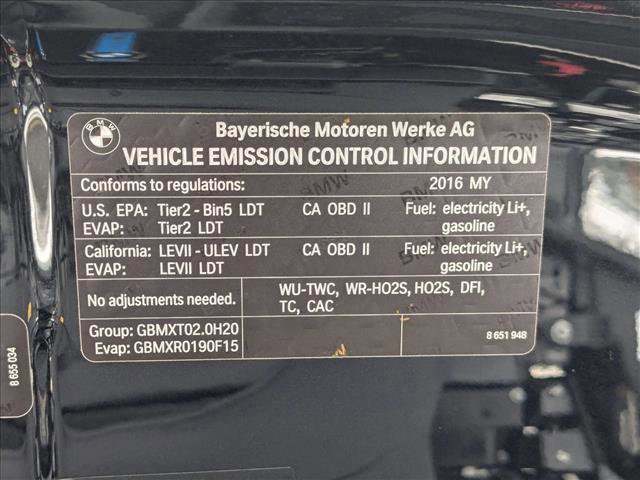 BMW
Bayerische Motoren Werke AG
VEHICLE EMISSION CONTROL INFORMATION
Conforms to regulations: 2016 MY
U.S. EPA: Tier2 - Bin5 LDT CA OBD II Fuel: electricity Li+,
EVAP: Tier2 LDT gasoline
California: LEVII - ULEV LDT CA OBD II Fuel: electricity Li+,
EVAP: LEVII LDT gasoline
No adjustments needed. WU-TWC, WR-HO2S, HO2S, DFI,
TC, CAC
Group: GBMXT02.0H20
Evap: GBMXR0190F15 8 651 948
8 655 034